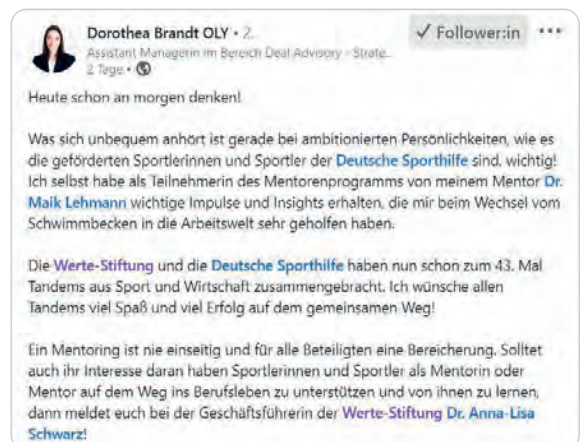 Dorothea Brandt OLY • 2.
✓ Follower:in •••
Assistant Managerin im Bereich Deal Advisory - Strate...
2 Tage •
Heute schon an morgen denken!
Was sich unbequem anhört ist gerade bei ambitionierten Persönlichkeiten, wie es
die geförderten Sportlerinnen und Sportler der Deutsche Sporthilfe sind, wichtig!
Ich selbst habe als Teilnehmerin des Mentorenprogramms von meinem Mentor Dr.
Maik Lehmann wichtige Impulse und Insights erhalten, die mir beim Wechsel vom
Schwimmbecken in die Arbeitswelt sehr geholfen haben.
Die Werte-Stiftung und die Deutsche Sporthilfe haben nun schon zum 43. Mal
Tandems aus Sport und Wirtschaft zusammengebracht. Ich wünsche allen
Tandems viel Spaß und viel Erfolg auf dem gemeinsamen Weg!
Ein Mentoring ist nie einseitig und für alle Beteiligten eine Bereicherung. Solltet
auch ihr Interesse daran haben Sportlerinnen und Sportler als Mentorin oder
Mentor auf dem Weg ins Berufsleben zu unterstützen und von ihnen zu lernen,
dann meldet euch bei der Geschäftsführerin der Werte-Stiftung Dr. Anna-Lisa
Schwarz!